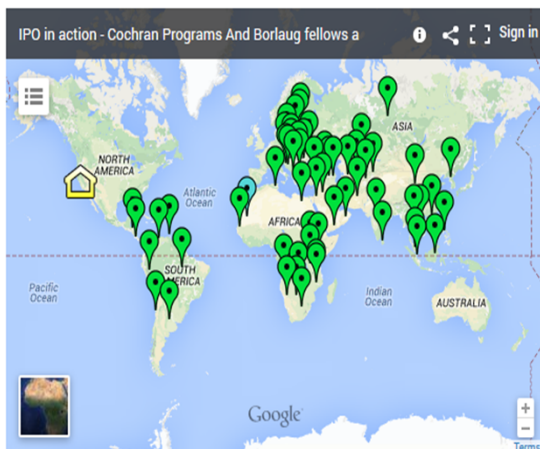 IPO in action - Cochran Programs And Borlaug fellows a
Sign in
ASIA
NORTH
AMERICA
Atlantic
Ocean
AFRICA
SOUTH
AMERICA
Pacific
Ocean
Indian
Ocean
AUSTRALIA
Google
+
−
Terms